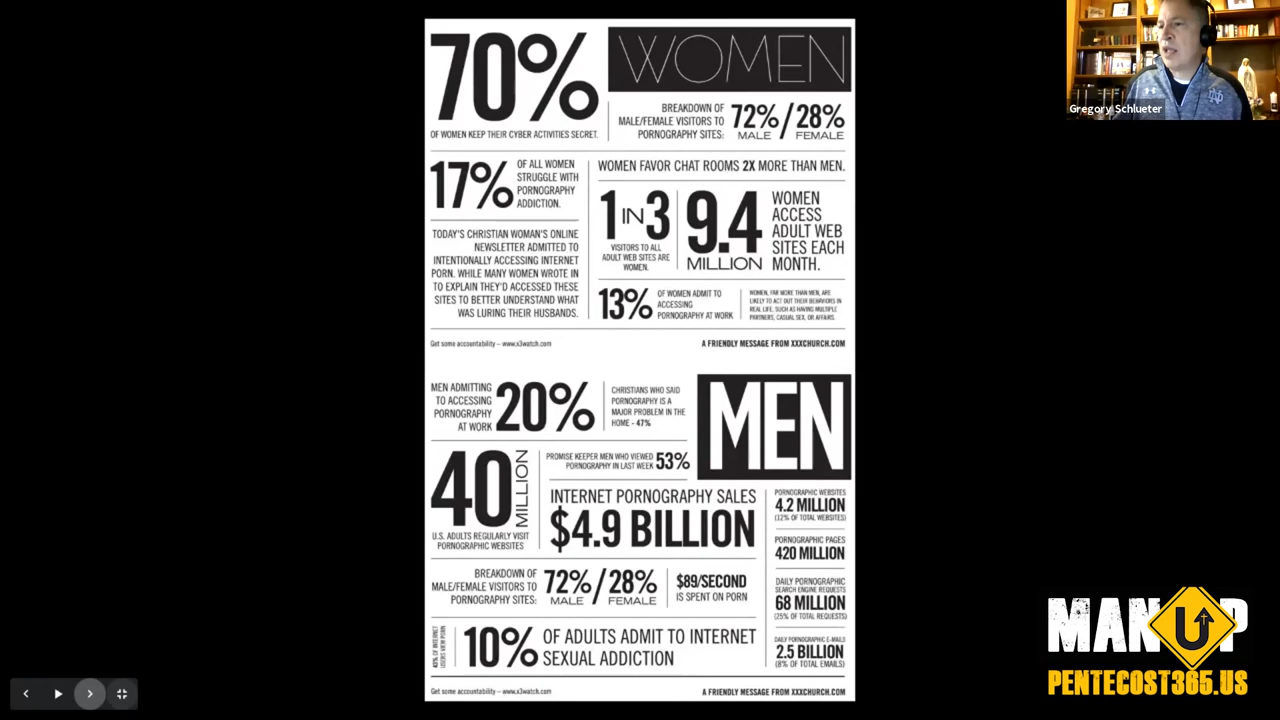 70%
OF WOMEN KEEP THEIR CYBER ACTIVITIES SECRET.
WOMEN
BREAKDOWN OF
MALE/FEMALE VISITORS TO
PORNOGRAPHY SITES:
72% / 28%
MALE FEMALE
17%
OF ALL WOMEN
STRUGGLE WITH
PORNOGRAPHY
ADDICTION.
TODAY'S CHRISTIAN WOMAN'S ONLINE
NEWSLETTER ADMITTED TO
INTENTIONALLY ACCESSING INTERNET
PORN. WHILE MANY WOMEN WROTE IN
TO EXPLAIN THEY'D ACCESSED THESE
SITES TO BETTER UNDERSTAND WHAT
WAS LURING THEIR HUSBANDS.
WOMEN FAVOR CHAT ROOMS 2X MORE THAN MEN.
1 IN 3
VISITORS TO ALL
ADULT WEB SITES ARE
WOMEN.
9.4
MILLION
WOMEN
ACCESS
ADULT WEB
SITES EACH
MONTH.
13%
OF WOMEN ADMIT TO
ACCESSING
PORNOGRAPHY AT WORK
WOMEN, FAR MORE THAN MEN, ARE
LIKELY TO ACT OUT THEIR BEHAVIORS IN
REAL LIFE, SUCH AS HAVING MULTIPLE
PARTNERS, CASUAL SEX, OR AFFAIRS.
Get some accountability – www.x3watch.com
A FRIENDLY MESSAGE FROM XXXCHURCH.COM
MEN ADMITTING
TO ACCESSING
PORNOGRAPHY
AT WORK
20%
CHRISTIANS WHO SAID
PORNOGRAPHY IS A
MAJOR PROBLEM IN THE
HOME - 47%
MEN
40
MILLION
U.S. ADULTS REGULARLY VISIT
PORNOGRAPHIC WEBSITES
PROMISE KEEPER MEN WHO VIEWED
PORNOGRAPHY IN LAST WEEK
53%
INTERNET PORNOGRAPHY SALES
$4.9 BILLION
PORNOGRAPHIC WEBSITES
4.2 MILLION
(12% OF TOTAL WEBSITES)
PORNOGRAPHIC PAGES
420 MILLION
DAILY PORNOGRAPHIC
SEARCH ENGINE REQUESTS
68 MILLION
(25% OF TOTAL REQUESTS)
DAILY PORNOGRAPHIC E-MAILS
2.5 BILLION
(8% OF TOTAL EMAILS)
BREAKDOWN OF
MALE/FEMALE VISITORS TO
PORNOGRAPHY SITES:
72% / 28%
MALE FEMALE
$89/SECOND
IS SPENT ON PORN
42% OF INTERNET
USERS VIEW PORN
10%
OF ADULTS ADMIT TO INTERNET
SEXUAL ADDICTION
Get some accountability – www.x3watch.com
A FRIENDLY MESSAGE FROM XXXCHURCH.COM
Gregory Schlueter
MAN UP
PENTECOST365.US